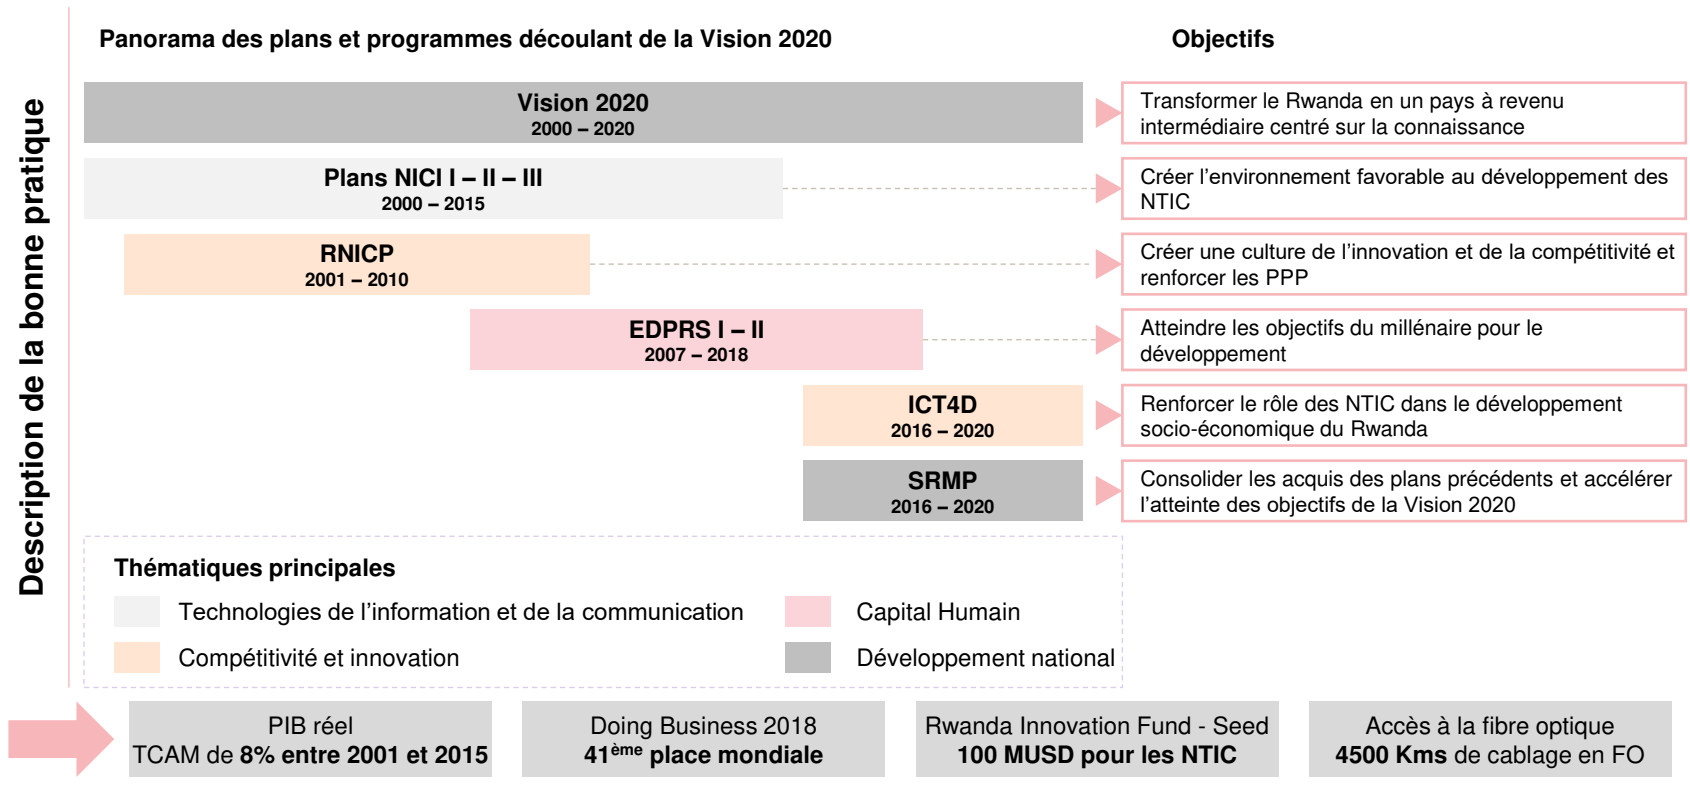 Description de la bonne pratique
Panorama des plans et programmes découlant de la Vision 2020
Objectifs
Vision 2020
2000 – 2020
Transformer le Rwanda en un pays à revenu
intermédiaire centré sur la connaissance
Plans NICI I – II – III
2000 – 2015
Créer l’environnement favorable au développement des
NTIC
RNICP
2001 – 2010
Créer une culture de l’innovation et de la compétitivité et
renforcer les PPP
EDPRS I – II
2007 – 2018
Atteindre les objectifs du millénaire pour le
développement
ICT4D
2016 – 2020
Renforcer le rôle des NTIC dans le développement
socio-économique du Rwanda
SRMP
2016 – 2020
Consolider les acquis des plans précédents et accélérer
l’atteinte des objectifs de la Vision 2020
Thématiques principales
Technologies de l’information et de la communication
Capital Humain
Compétitivité et innovation
Développement national
PIB réel
TCAM de 8% entre 2001 et 2015
Doing Business 2018
41ème place mondiale
Rwanda Innovation Fund - Seed
100 MUSD pour les NTIC
Accès à la fibre optique
4500 Kms de cablage en FO